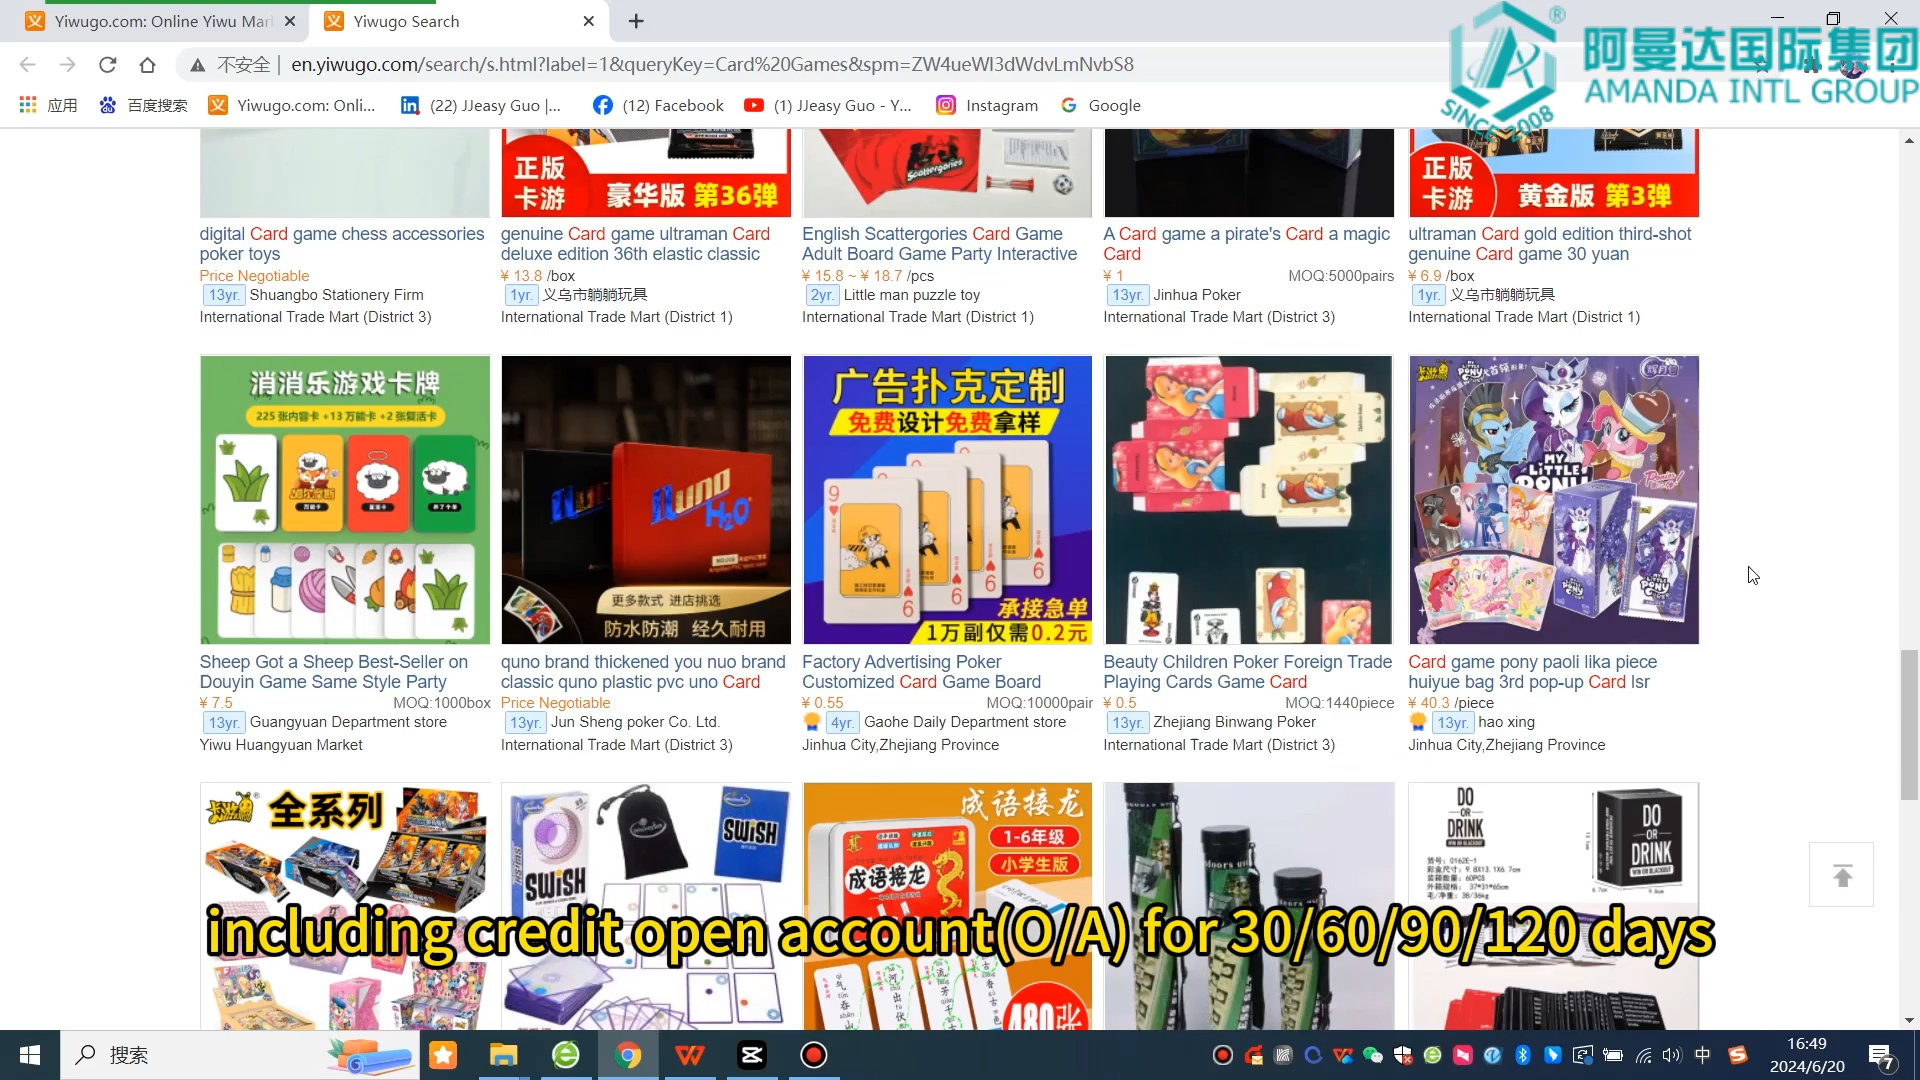 Yiwugo.com: Online Yiwu Mar
Yiwugo Search
不安全
en.yiwugo.com/search/s.html?label=1&queryKey=Card%20Games&spm=ZW4ueWl3dWdvLmNvbS8
应用
百度搜索
Yiwugo.com: Onli...
(22) JJeasy Guo |...
(12) Facebook
(1) JJeasy Guo - Y...
Instagram
Google
阿曼达国际集团
AMANDA INTL GROUP
SINCE 2008
正版
卡游
豪华版 第36弹
Scattergories
正版
卡游
黄金版 第3弹
digital Card game chess accessories
poker toys
Price Negotiable
13yr. Shuangbo Stationery Firm
International Trade Mart (District 3)
genuine Card game ultraman Card
deluxe edition 36th elastic classic
¥ 13.8 /box
1yr. 义乌市躺躺玩具
International Trade Mart (District 1)
English Scattergories Card Game
Adult Board Game Party Interactive
¥ 15.8 ~ ¥ 18.7 /pcs
2yr. Little man puzzle toy
International Trade Mart (District 1)
A Card game a pirate's Card a magic
Card
¥ 1 MOQ:5000pairs
13yr. Jinhua Poker
International Trade Mart (District 3)
ultraman Card gold edition third-shot
genuine Card game 30 yuan
¥ 6.9 /box
1yr. 义乌市躺躺玩具
International Trade Mart (District 1)
消消乐游戏卡牌
225张内容卡+13万能卡+2张复活卡
nuno
H2O
更多款式 进店挑选
防水防潮 经久耐用
广告扑克定制
免费设计免费拿样
承接急单
1万副仅需0.2元
MY LITTLE PONY
Sheep Got a Sheep Best-Seller on
Douyin Game Same Style Party
¥ 7.5 MOQ:1000box
13yr. Guangyuan Department store
Yiwu Huangyuan Market
quno brand thickened you nuo brand
classic quno plastic pvc uno Card
Price Negotiable
13yr. Jun Sheng poker Co. Ltd.
International Trade Mart (District 3)
Factory Advertising Poker
Customized Card Game Board
¥ 0.55 MOQ:10000pair
4yr. Gaohe Daily Department store
Jinhua City,Zhejiang Province
Beauty Children Poker Foreign Trade
Playing Cards Game Card
¥ 0.5 MOQ:1440piece
13yr. Zhejiang Binwang Poker
International Trade Mart (District 3)
Card game pony paoli lika piece
huiyue bag 3rd pop-up Card lsr
¥ 40.3 /piece
13yr. hao xing
Jinhua City,Zhejiang Province
全系列
SWISH
SWISH
成语接龙
1-6年级
小学生版
成语接龙
480张
DO
OR
DRINK
DO
OR
DRINK
including credit open account(O/A) for 30/60/90/120 days
搜索
中
16:49
2024/6/20
7